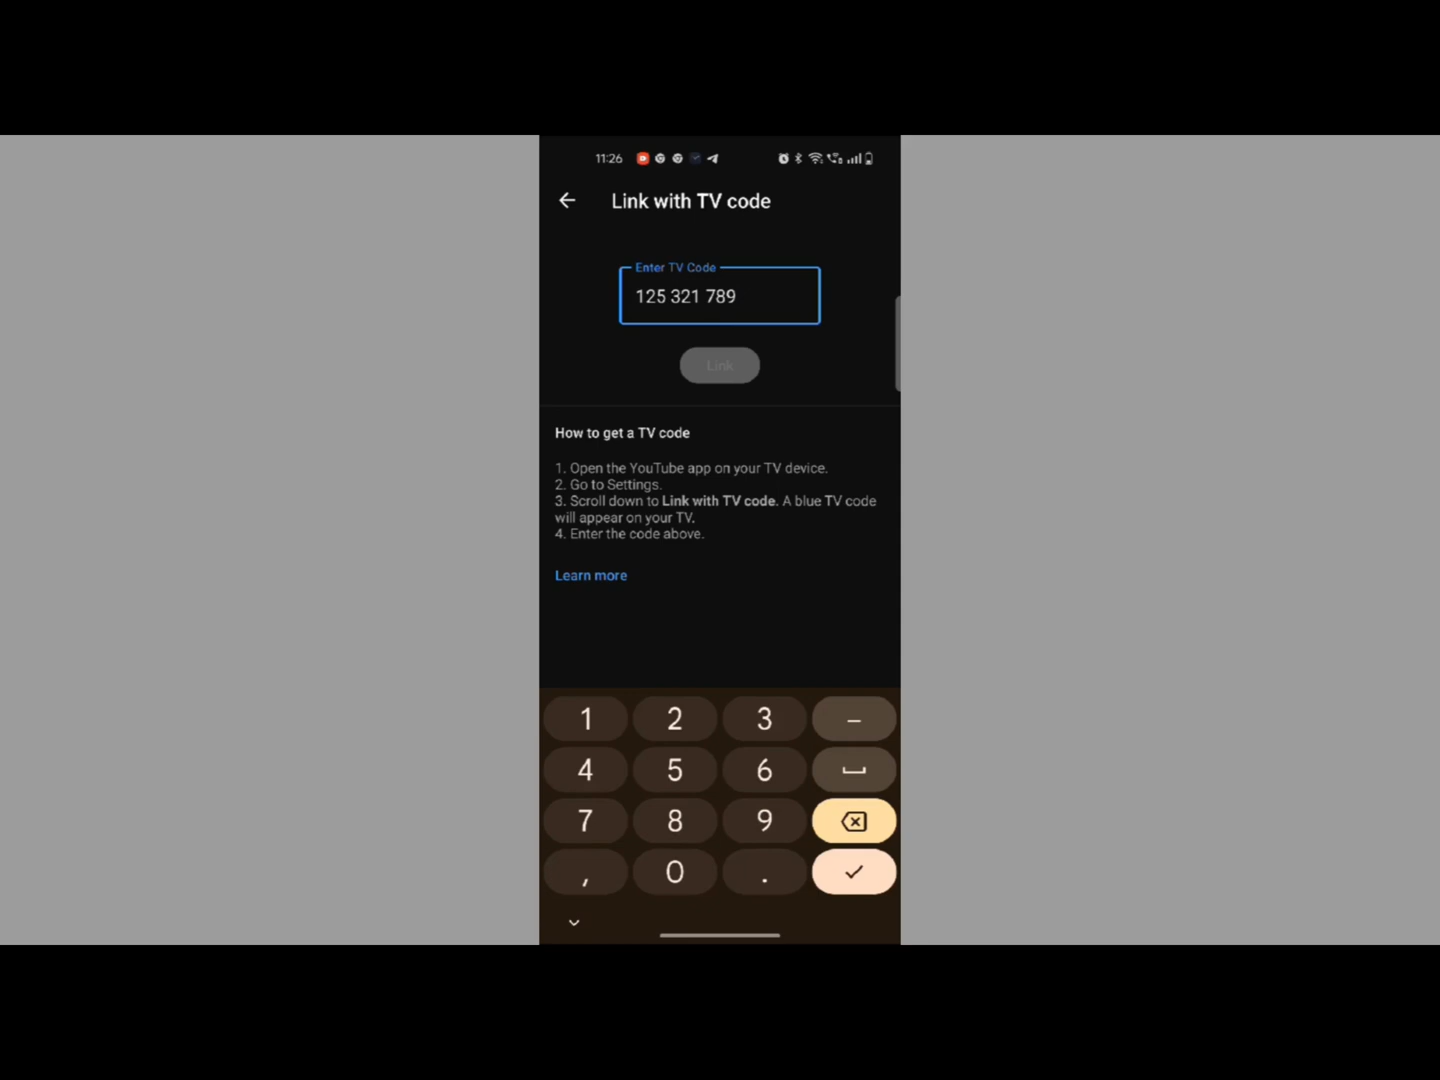 11:26
Link with TV code
Enter TV Code
125 321 789
Link
How to get a TV code
1. Open the YouTube app on your TV device.
2. Go to Settings.
3. Scroll down to Link with TV code. A blue TV code
will appear on your TV.
4. Enter the code above.
Learn more
1 2 3 –
4 5 6
7 8 9
, 0 .